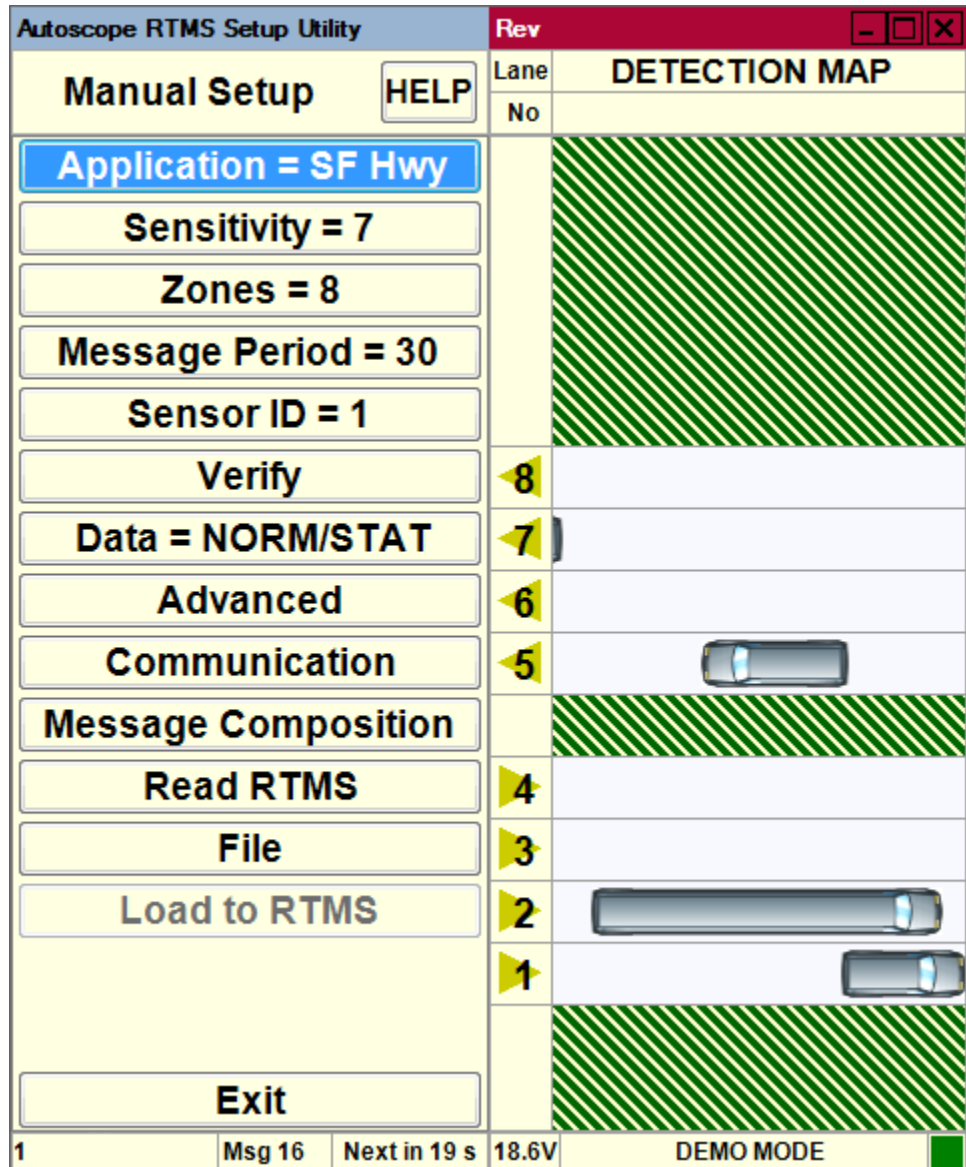 Autoscope RTMS Setup Utility
Rev
Manual Setup
HELP
Lane
No
DETECTION MAP
Application = SF Hwy
Sensitivity = 7
Zones = 8
Message Period = 30
Sensor ID = 1
Verify
Data = NORM/STAT
Advanced
Communication
Message Composition
Read RTMS
File
Load to RTMS
Exit
8
7
6
5
4
3
2
1
1
Msg 16
Next in 19 s
18.6V
DEMO MODE